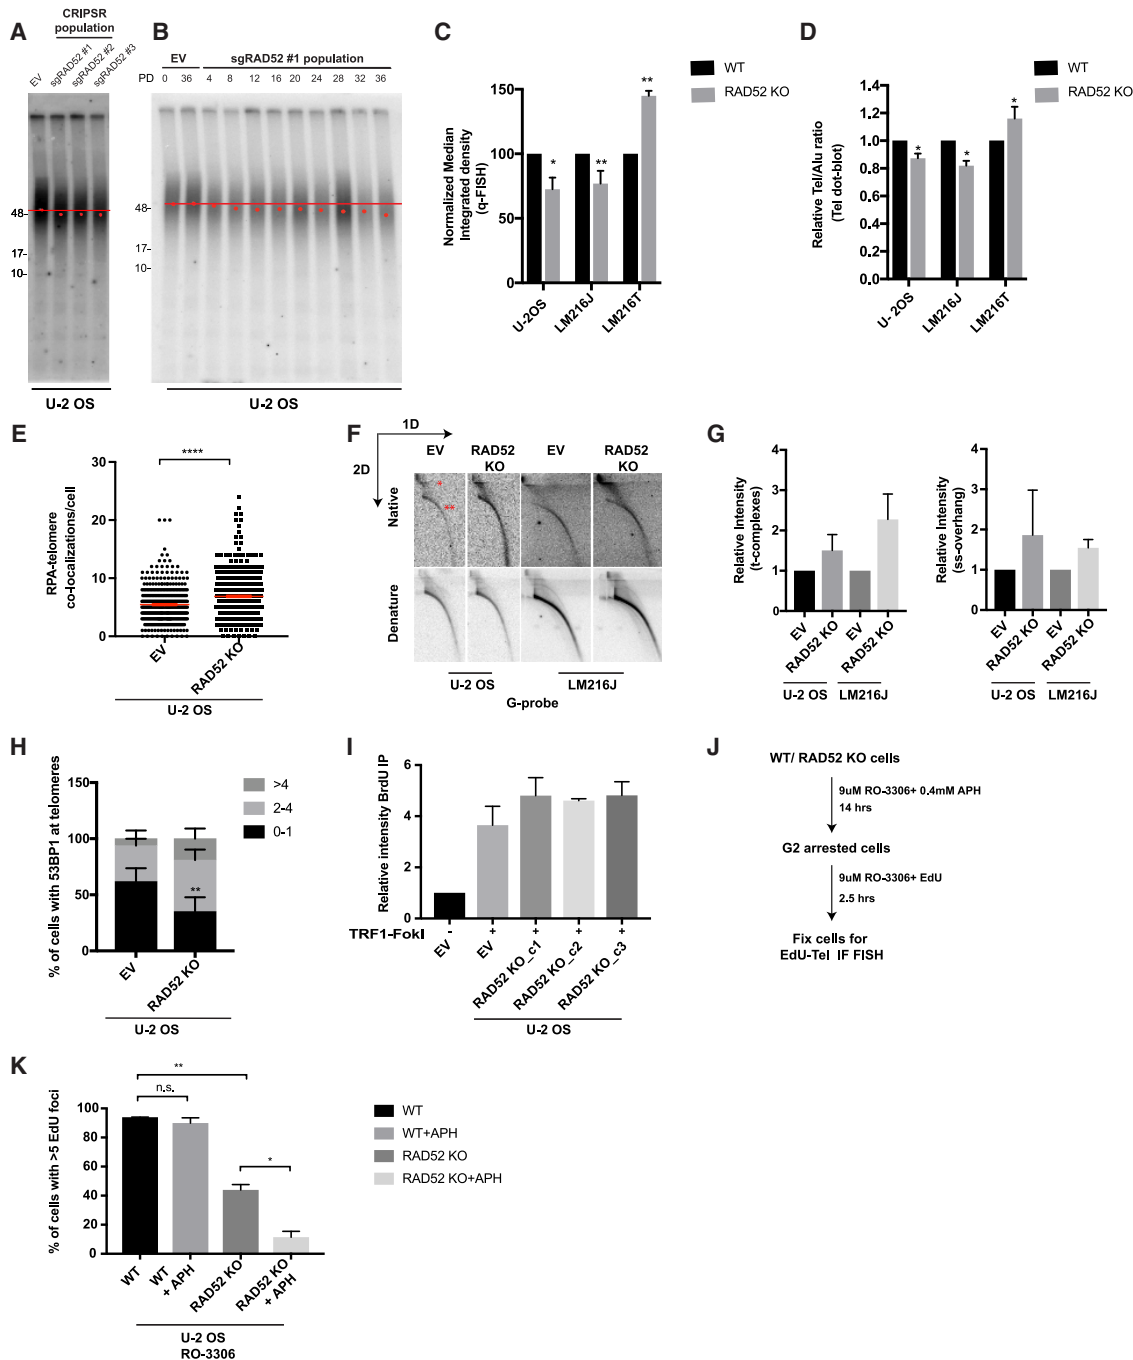 A
CRIPSR
population
EV
sgRAD52 #1
sgRAD52 #2
sgRAD52 #3
48
17
10
U-2 OS
B
EV
sgRAD52 #1 population
PD
0 36 4 8 12 16 20 24 28 32 36
48
17
10
U-2 OS
C
WT
RAD52 KO
Normalized Median
Integrated density
(q-FISH)
150
100
50
0
*
**
**
U-2OS
LM216J
LM216T
D
WT
RAD52 KO
Relative Tel/Alu ratio
(Tel dot-blot)
1.4
1.2
1.0
0.8
0.6
0.4
0.2
0.0
*
*
*
U- 2OS
LM216J
LM216T
E
RPA-telomere
co-localizations/cell
30
20
10
0
****
EV
RAD52 KO
U-2 OS
F
1D
2D
EV
RAD52
KO
EV
RAD52
KO
Native
*
**
Denature
U-2 OS
LM216J
G-probe
G
Relative Intensity
(t-complexes)
4
3
2
1
0
EV
RAD52 KO
EV
RAD52 KO
U-2 OS
LM216J
Relative Intensity
(ss-overhang)
4
3
2
1
0
EV
RAD52 KO
EV
RAD52 KO
U-2 OS
LM216J
H
% of cells with 53BP1 at telomeres
100
50
0
>4
2-4
0-1
**
EV
RAD52 KO
U-2 OS
I
Relative intensity BrdU IP
6
4
2
0
TRF1-FokI
- + + + +
EV
EV
RAD52 KO_c1
RAD52 KO_c2
RAD52 KO_c3
U-2 OS
J
WT/ RAD52 KO cells
9uM RO-3306+ 0.4mM APH
14 hrs
G2 arrested cells
9uM RO-3306+ EdU
2.5 hrs
Fix cells for
EdU-Tel IF FISH
K
% of cells with >5 EdU foci
100
80
60
40
20
0
**
n.s.
*
WT
WT
+ APH
RAD52 KO
RAD52 KO
+ APH
U-2 OS
RO-3306
WT
WT+APH
RAD52 KO
RAD52 KO+APH